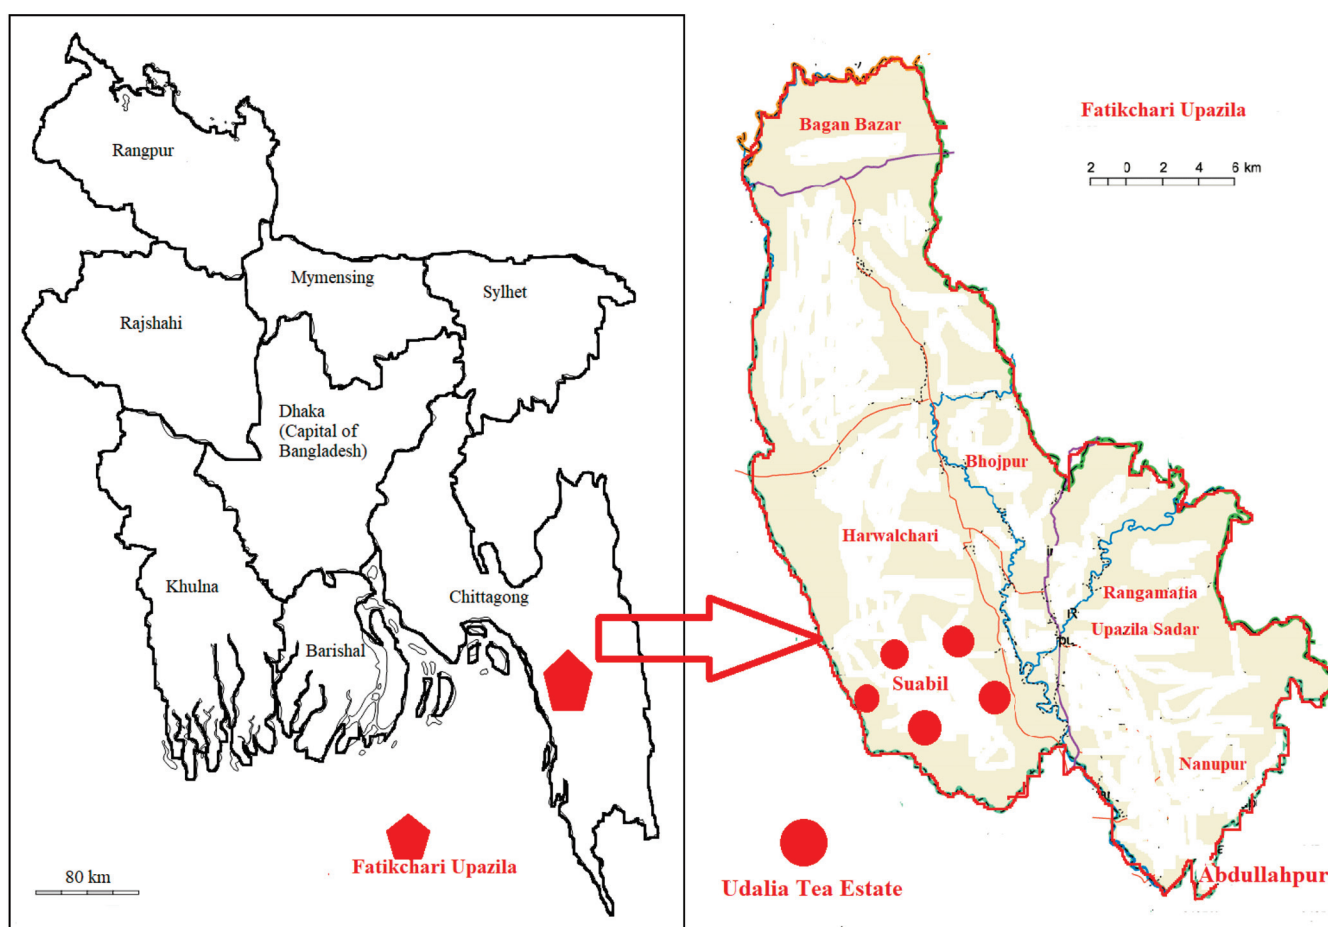 Rangpur
Mymensing
Sylhet
Rajshahi
Dhaka
(Capital of
Bangladesh)
Khulna
Barishal
Chittagong
Fatikchari Upazila
80 km
Fatikchari Upazila
2 0 2 4 6 km
Bagan Bazar
Bhojpur
Harwalchari
Rangamatia
Upazila Sadar
Suabil
Nanupur
Abdullahpur
Udalia Tea Estate